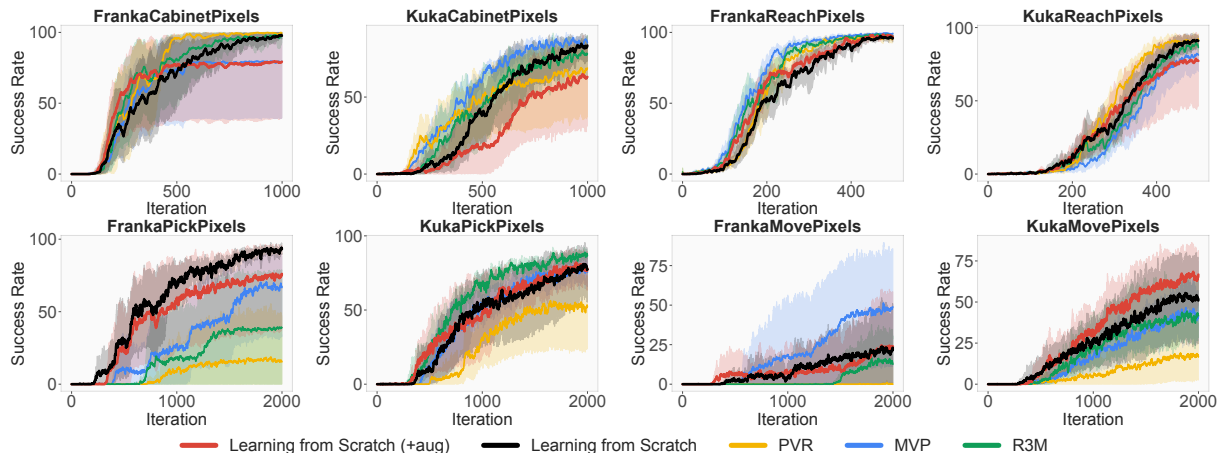 FrankaCabinetPixels KukaCabinetPixels FrankaReachPixels KukaReachPixels
Success Rate 100 50 0 0 500 1000 Iteration
Success Rate 50 0 0 500 1000 Iteration
Success Rate 100 50 0 0 200 400 Iteration
Success Rate 100 50 0 0 200 400 Iteration
FrankaPickPixels KukaPickPixels FrankaMovePixels KukaMovePixels
Success Rate 100 50 0 0 1000 2000 Iteration
Success Rate 100 50 0 0 1000 2000 Iteration
Success Rate 75 50 25 0 0 1000 2000 Iteration
Success Rate 75 50 25 0 0 1000 2000 Iteration
Learning from Scratch (+aug) Learning from Scratch PVR MVP R3M